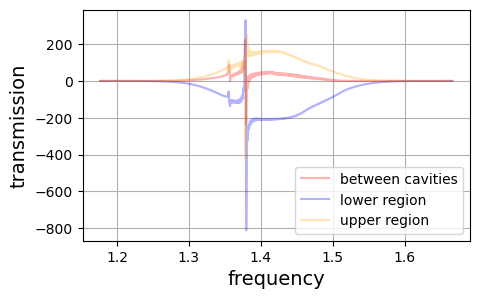 200
0
−200
−400
−600
−800
transmission
1.2
1.3
1.4
1.5
1.6
frequency
between cavities
lower region
upper region